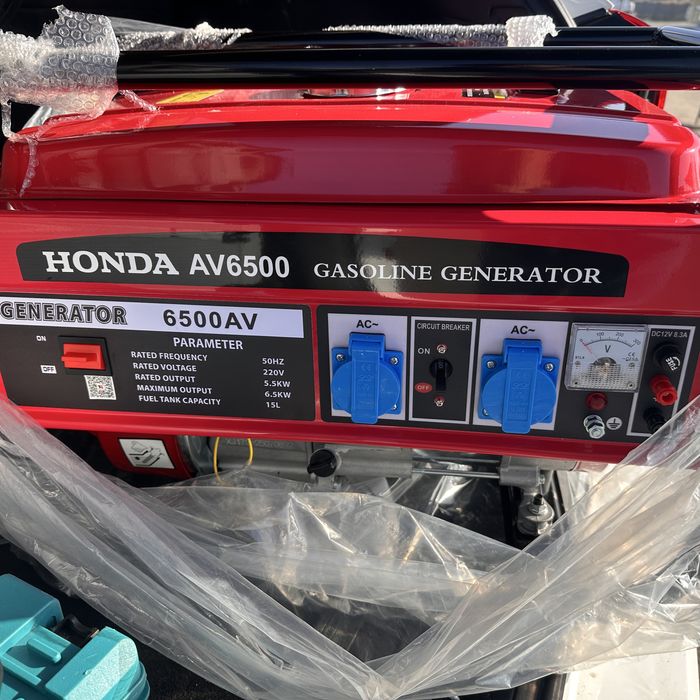 HONDA AV6500 GASOLINE GENERATOR
GENERATOR 6500AV
PARAMETER
RATED FREQUENCY 50HZ
RATED VOLTAGE 220V
RATED OUTPUT 5.5KW
MAXIMUM OUTPUT 6.5KW
FUEL TANK CAPACITY 15L
ON
OFF
AC~
CIRCUIT BREAKER
ON
OFF
AC~
V
DC12V 8.3A
FUSE